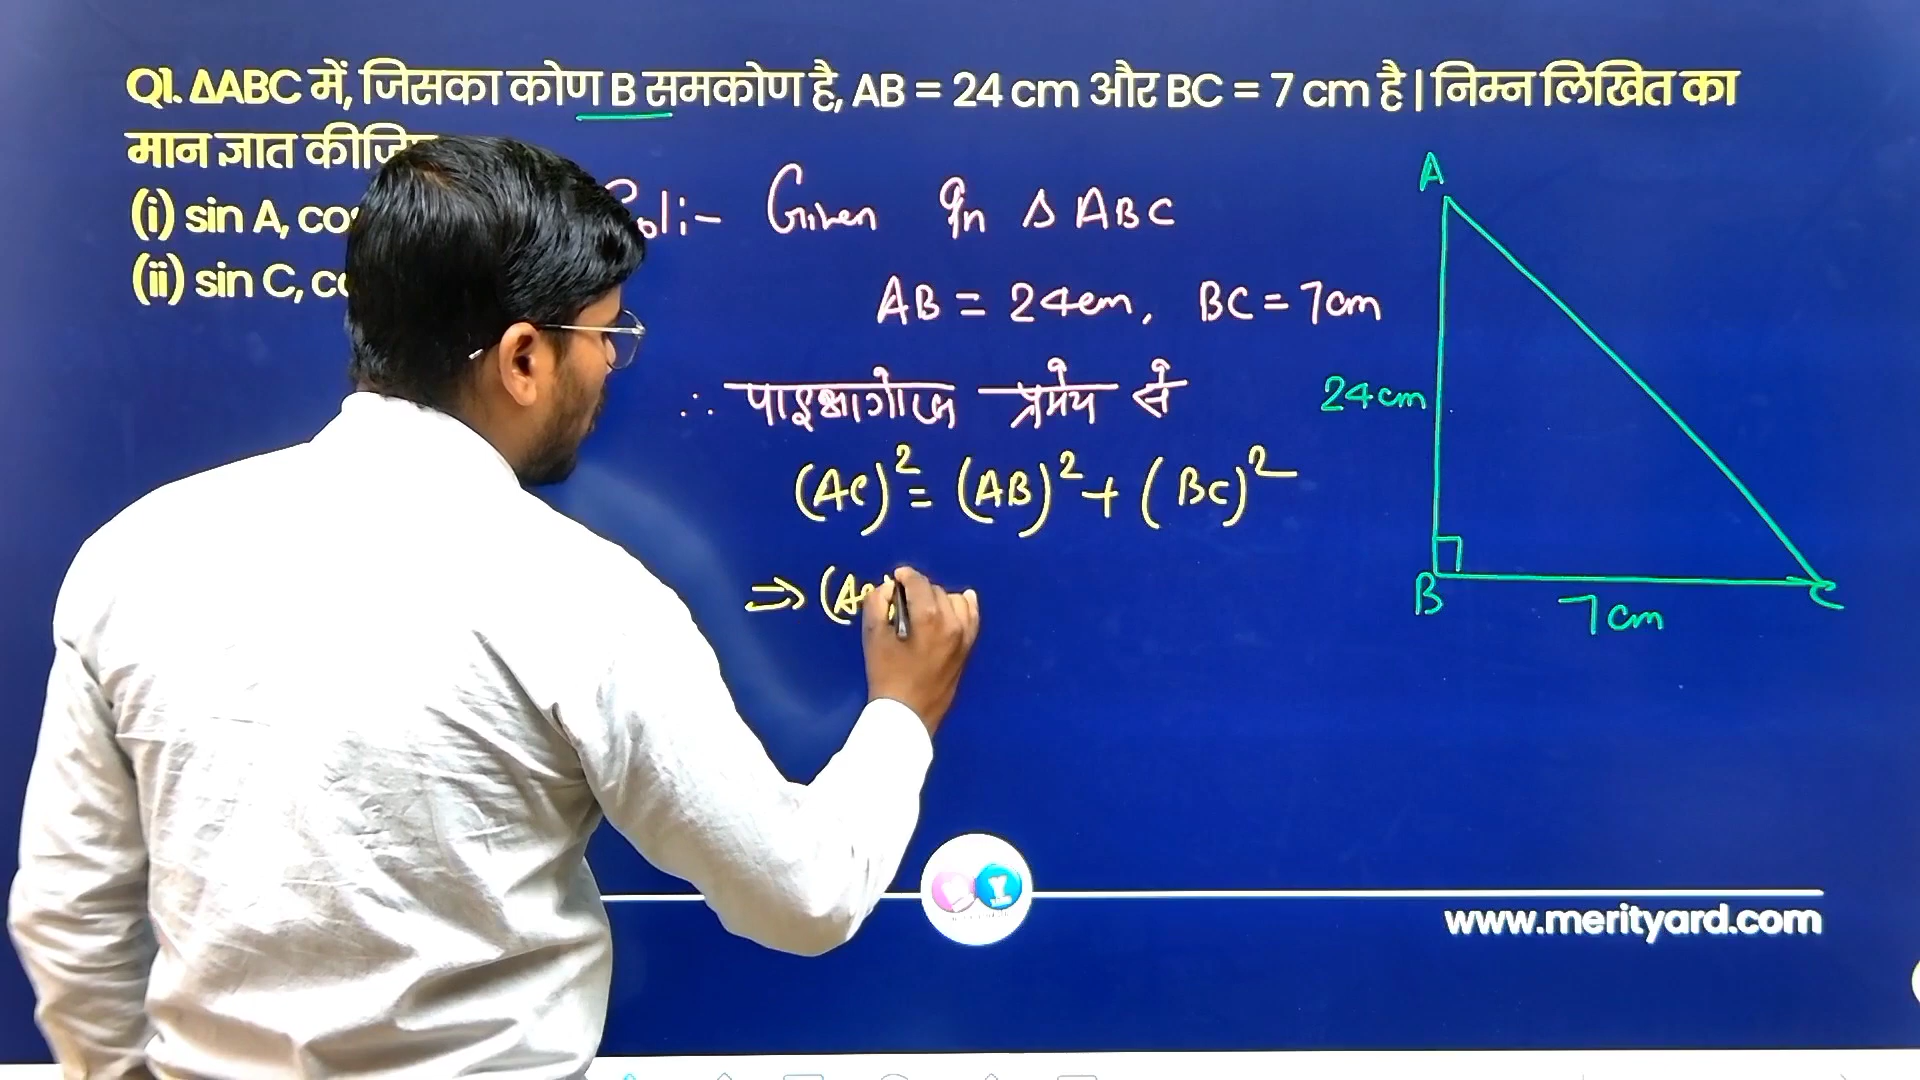 Q1. ΔABC में, जिसका कोण B समकोण है, AB = 24 cm और BC = 7 cm है | निम्न लिखित का
मान ज्ञात
(i) sin A,
(ii) sin C,
Sol:- Given In Δ ABC
AB = 24cm, BC = 7cm
∴ पाइथागोरस प्रमेय से
(AC)² = (AB)² + (BC)²
⇒
A
24cm
B
7cm
C
www.merityard.com